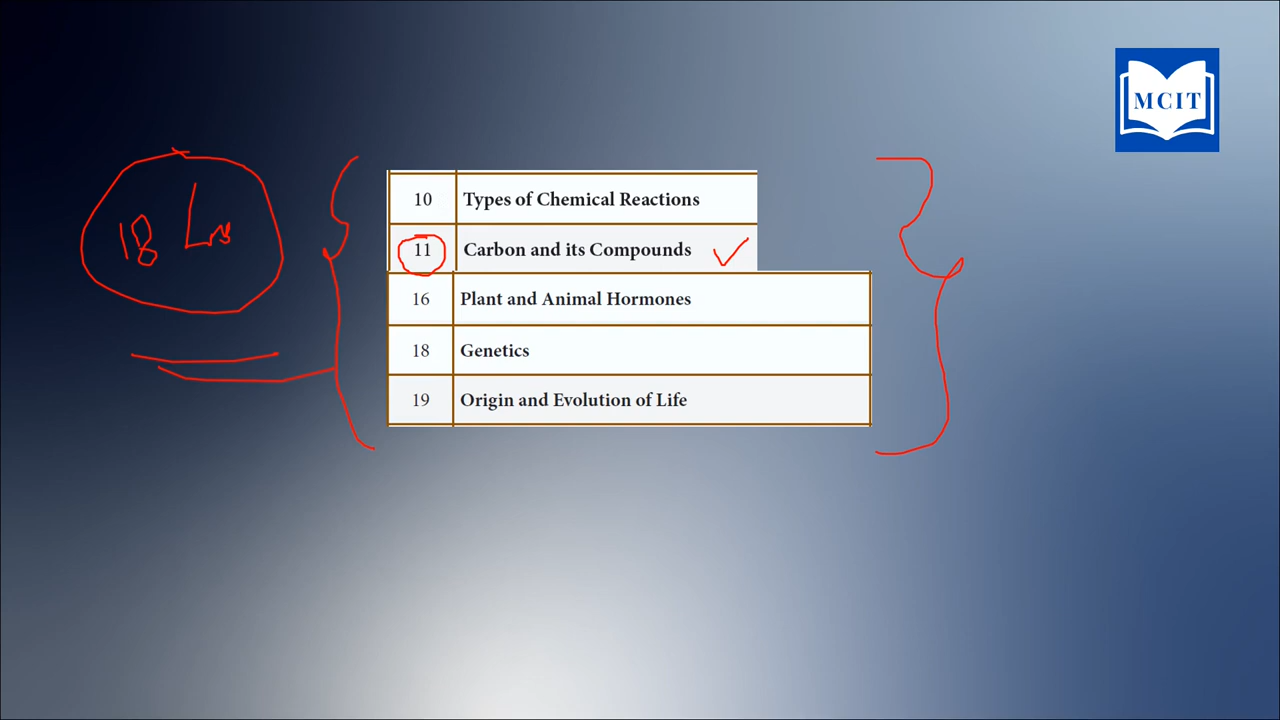 MCIT
18
10 Types of Chemical Reactions
11 Carbon and its Compounds
16 Plant and Animal Hormones
18 Genetics
19 Origin and Evolution of Life